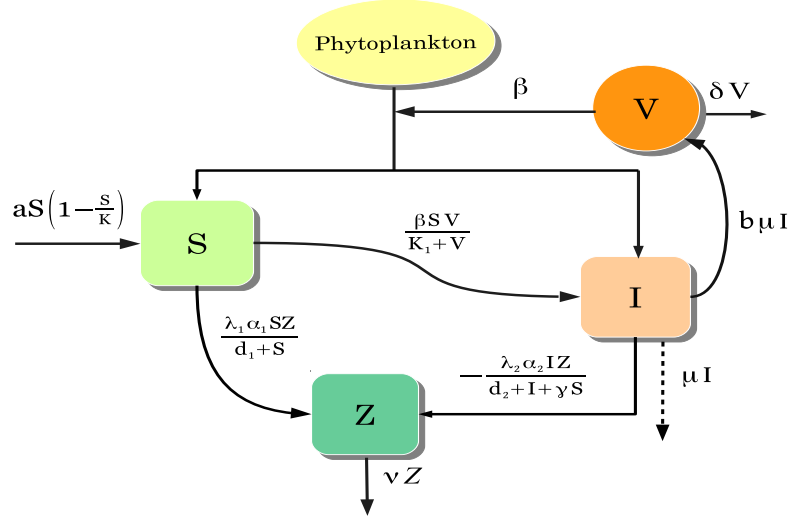 Phytoplankton
β
V
δV
aS(1-S/K)
S
βSV/K₁+V
bμI
I
λ₁α₁SZ/d₁+S
-λ₂α₂IZ/d₂+I+γS
μI
Z
νZ